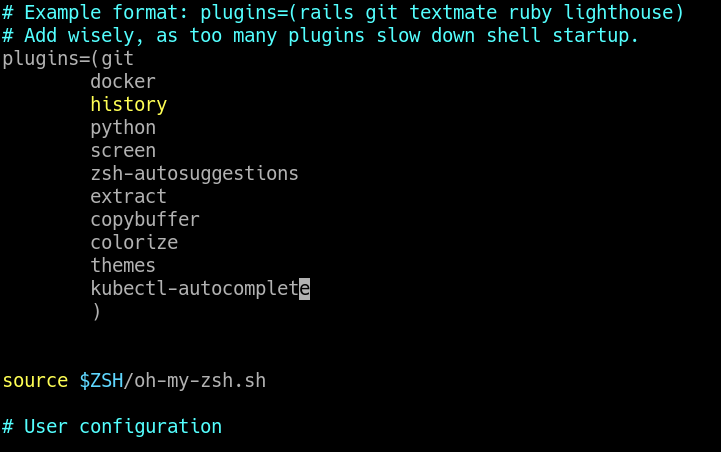 # Example format: plugins=(rails git textmate ruby lighthouse)
# Add wisely, as too many plugins slow down shell startup.
plugins=(git
docker
history
python
screen
zsh-autosuggestions
extract
copybuffer
colorize
themes
kubectl-autocomplete
)
source $ZSH/oh-my-zsh.sh
# User configuration